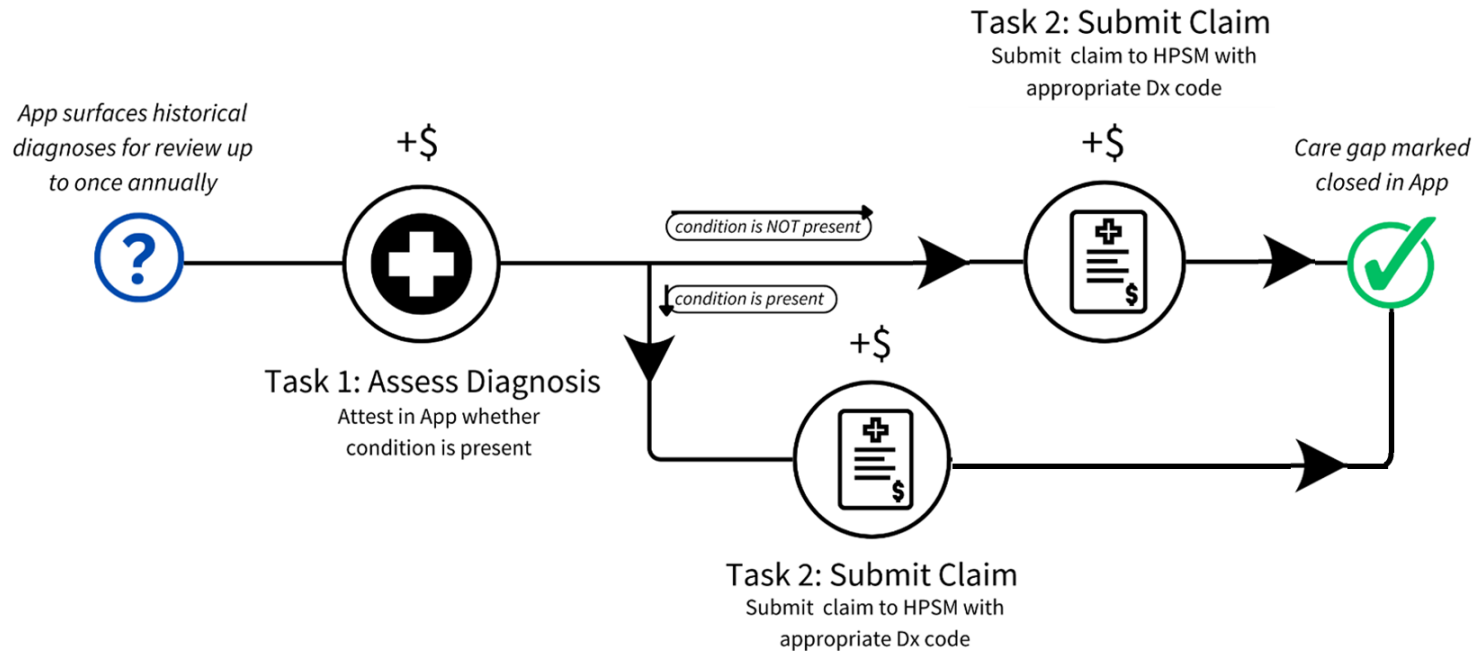 App surfaces historical
diagnoses for review up
to once annually
?
+$
Task 1: Assess Diagnosis
Attest in App whether
condition is present
condition is NOT present
condition is present
Task 2: Submit Claim
Submit claim to HPSM with
appropriate Dx code
+$
$
+$
$
Task 2: Submit Claim
Submit claim to HPSM with
appropriate Dx code
Care gap marked
closed in App